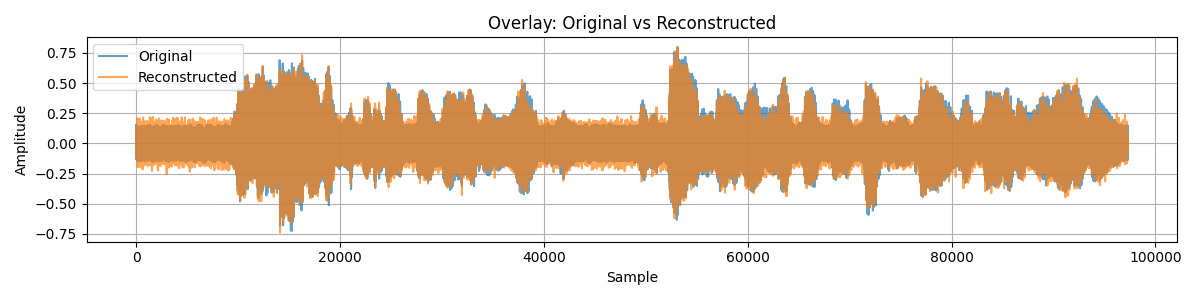 Overlay: Original vs Reconstructed
Original
Reconstructed
Amplitude
0.75
0.50
0.25
0.00
−0.25
−0.50
−0.75
0 20000 40000 60000 80000 100000
Sample